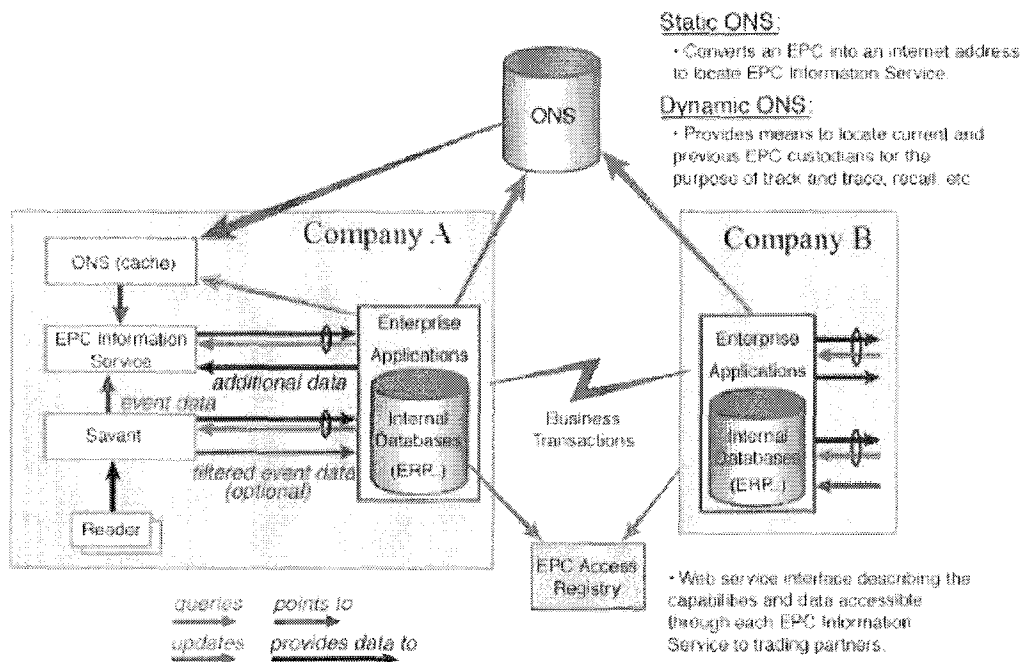 Static ONS:
• Converts an EPC into an internet address
to locate EPC Information Service.
Dynamic ONS:
• Provides means to locate current and
previous EPC custodians for the
purpose of track and trace, recall, etc
ONS
Company A
ONS (cache)
EPC Information
Service
additional data
event data
Savant
filtered event data
(optional)
Reader
Enterprise
Applications
Internal
Databases
(ERP..)
Business
Transactions
Company B
Enterprise
Applications
Internal
Databases
(ERP..)
EPC Access
Registry
• Web service interface describing the
capabilities and data accessible
through each EPC Information
Service to trading partners.
queries
points to
updates
provides data to